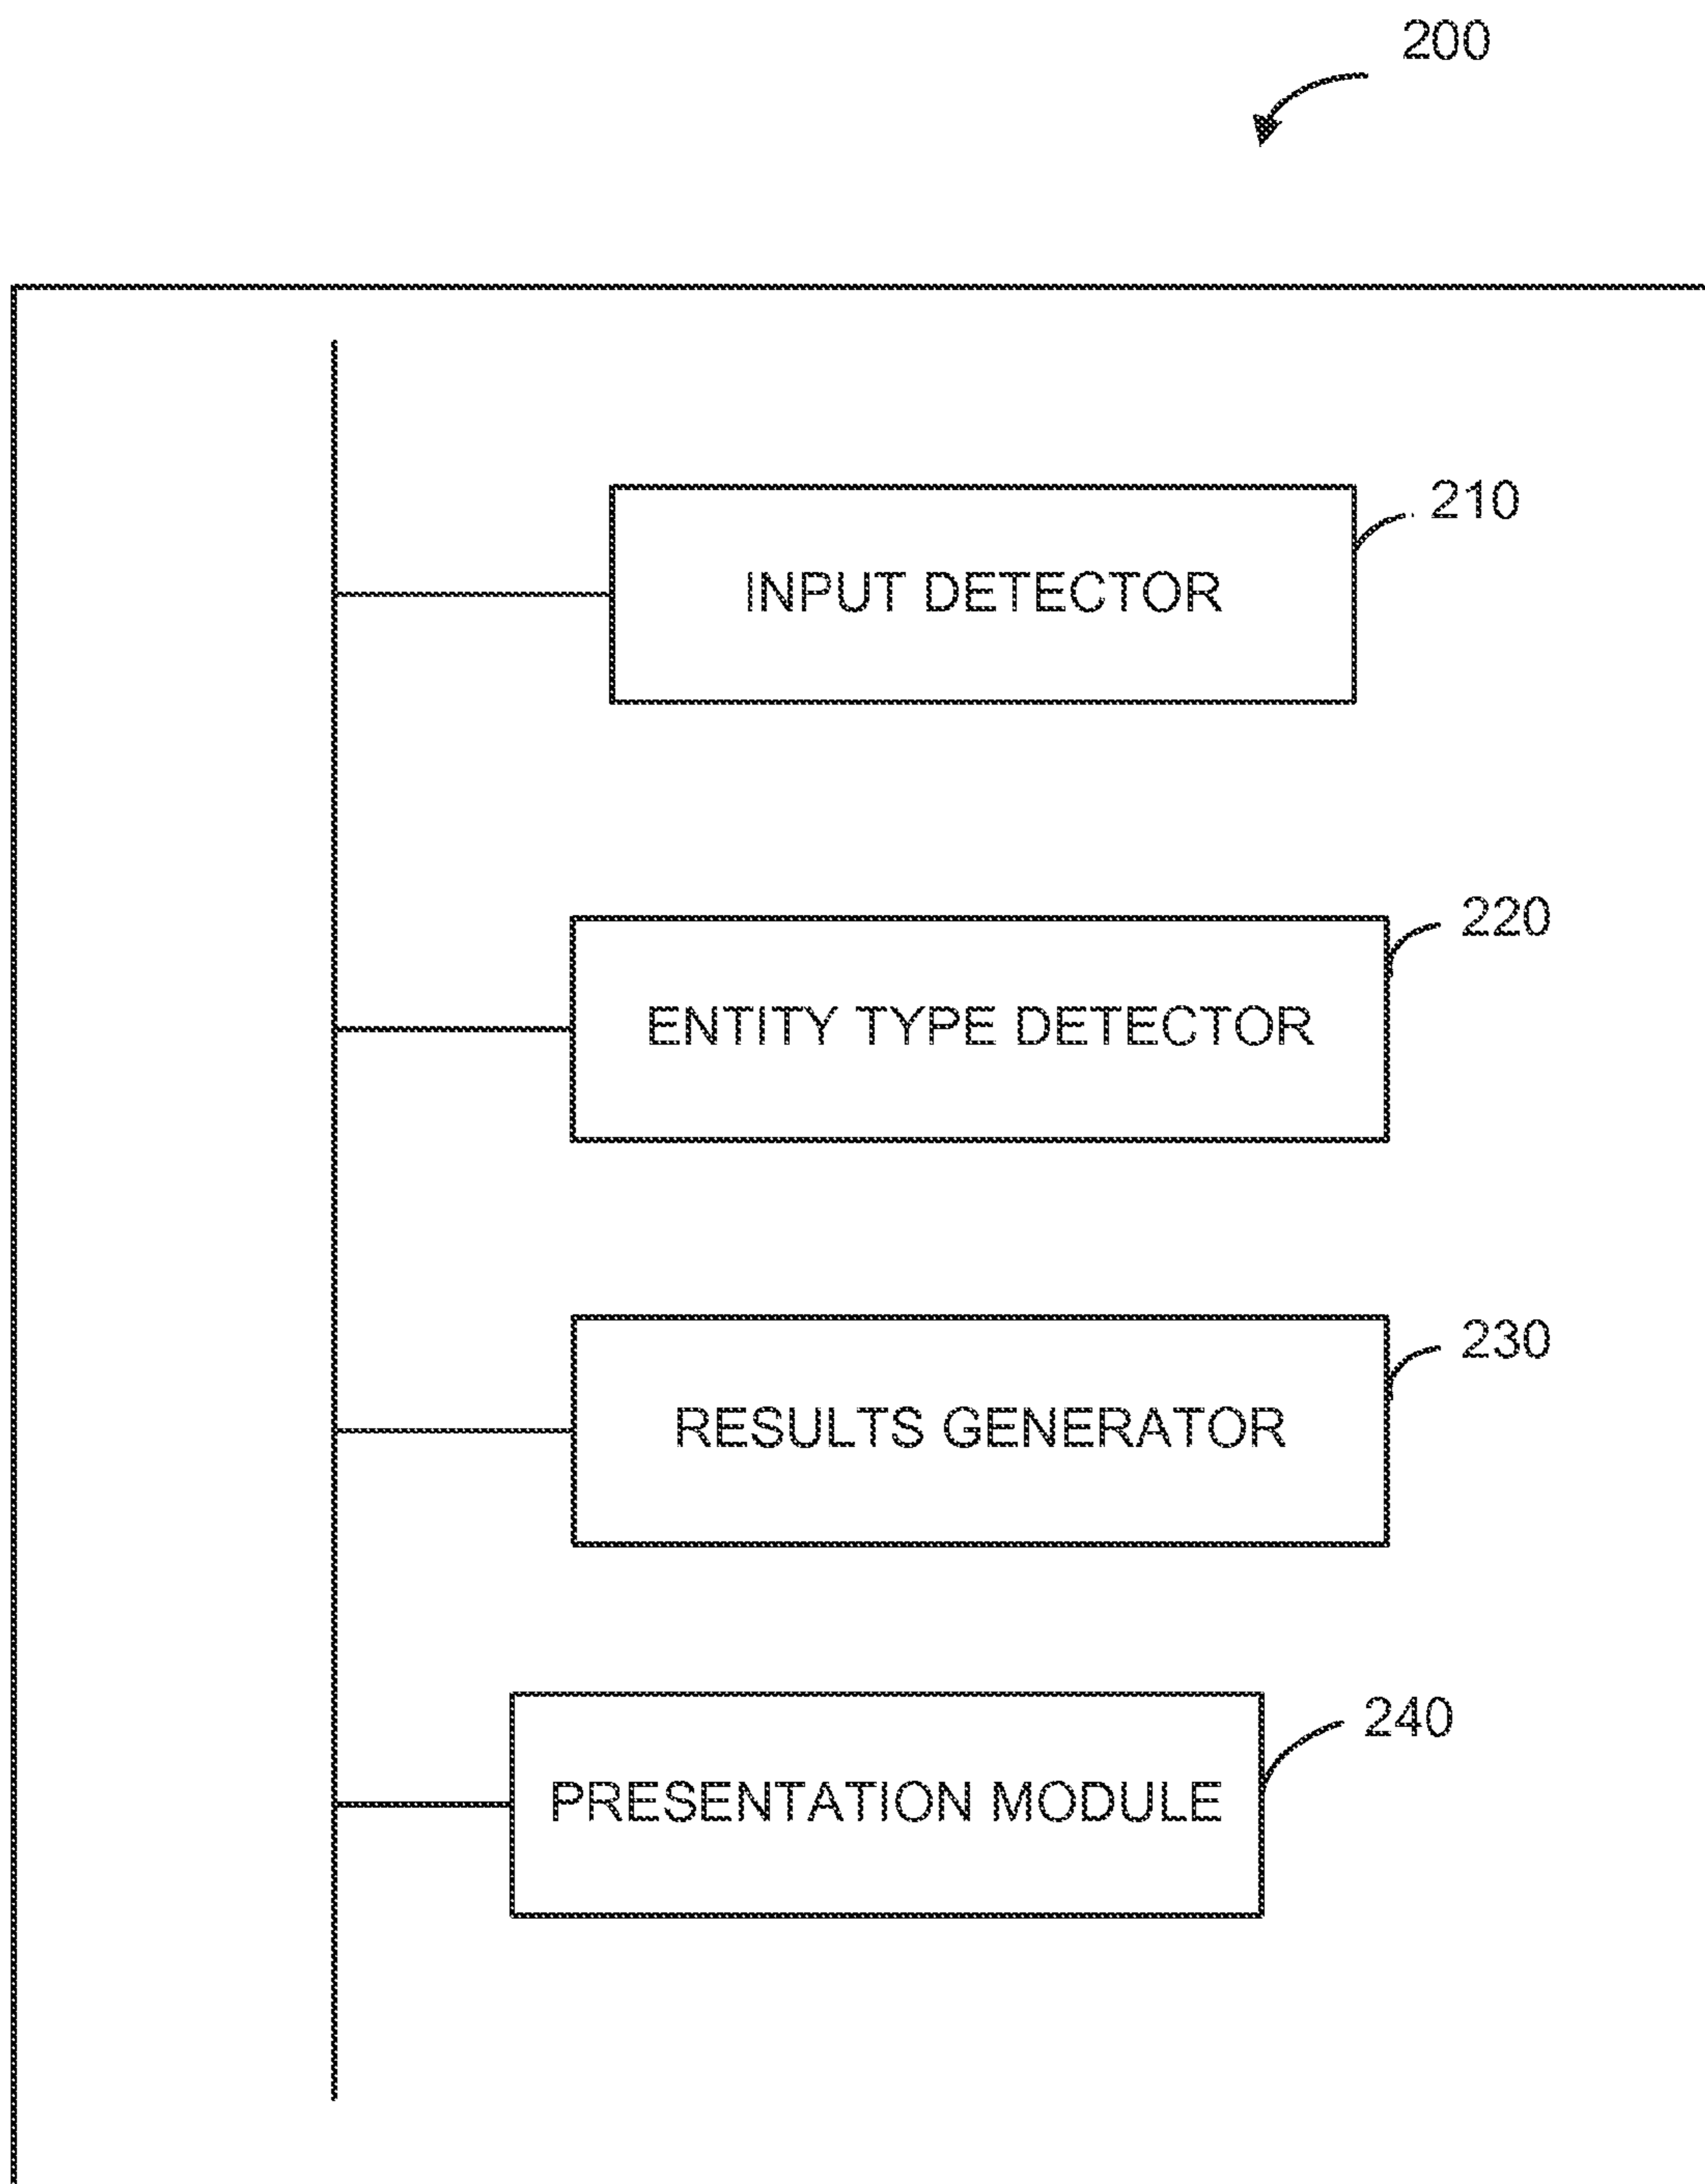 200
210
INPUT DETECTOR
220
ENTITY TYPE DETECTOR
230
RESULTS GENERATOR
240
PRESENTATION MODULE